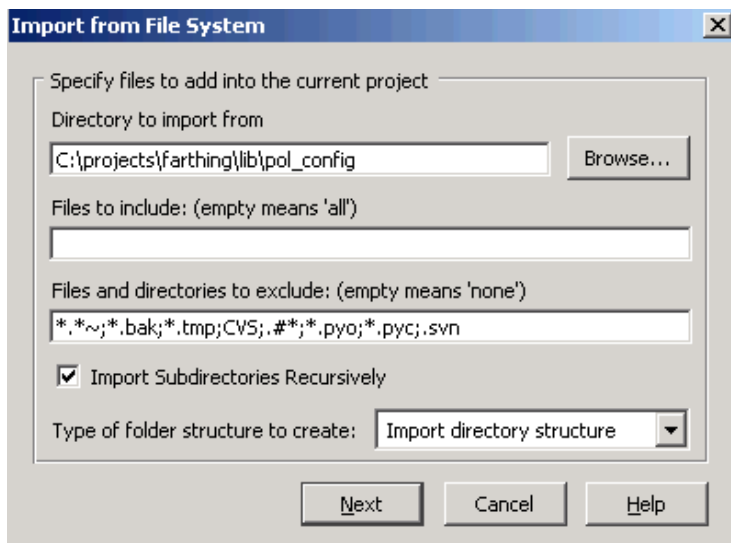 Import from File System
Specify files to add into the current project
Directory to import from
C:\projects\farthing\lib\pol_config
Browse...
Files to include: (empty means 'all')
Files and directories to exclude: (empty means 'none')
*.*~;*.bak;*.tmp;CVS;.#*;*.pyo;*.pyc;.svn
Import Subdirectories Recursively
Type of folder structure to create: Import directory structure
Next Cancel Help